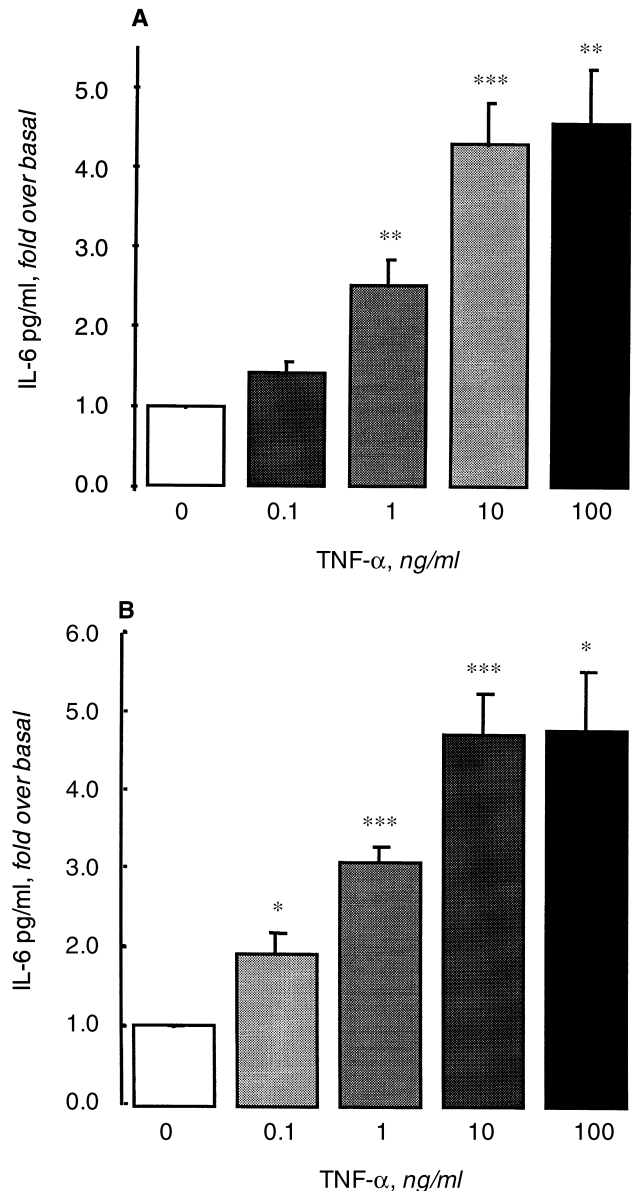 A
IL-6 pg/ml, fold over basal
5.0
4.0
3.0
2.0
1.0
0.0
**
***
**
0 0.1 1 10 100
TNF-α, ng/ml
B
IL-6 pg/ml, fold over basal
6.0
5.0
4.0
3.0
2.0
1.0
0.0
*
***
***
*
0 0.1 1 10 100
TNF-α, ng/ml